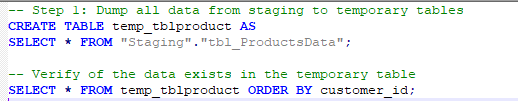 -- Step 1: Dump all data from staging to temporary tables
CREATE TABLE temp_tblproduct AS
SELECT * FROM "Staging"."tbl_ProductsData";
-- Verify of the data exists in the temporary table
SELECT * FROM temp_tblproduct ORDER BY customer_id;